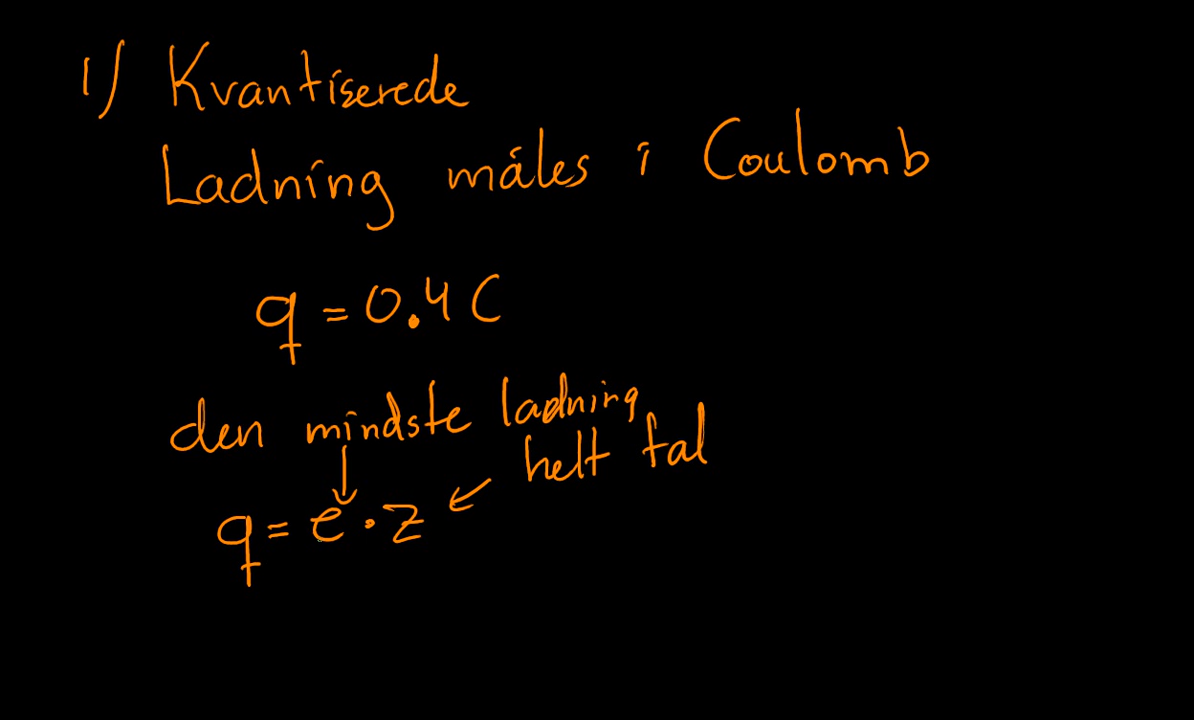 1) Kvantiserede
Ladning måles i Coulomb
q = 0.4 C
den mindste ladning
helt tal
q = e · z